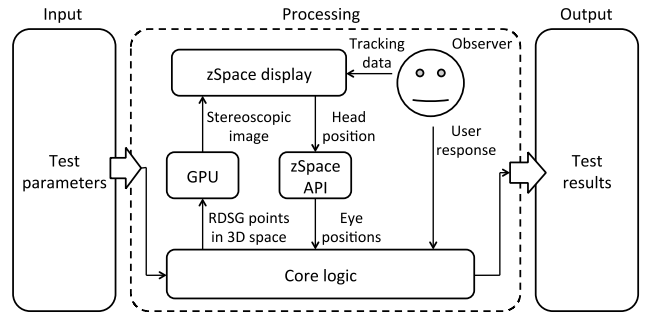 Input
Processing
Output
Tracking
data
Observer
zSpace display
Stereoscopic
image
Head
position
User
response
Test
parameters
GPU
zSpace
API
Test
results
RDSG points
in 3D space
Eye
positions
Core logic